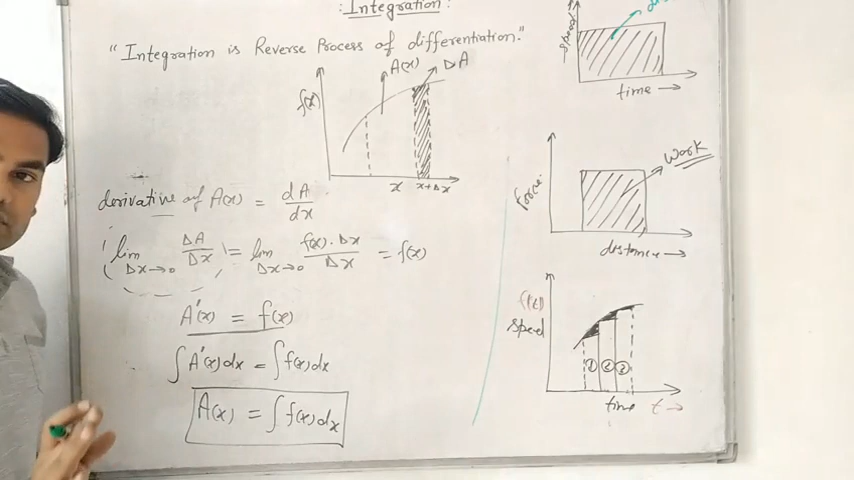 : Integration :
"Integration is Reverse Process of differentiation."
f(x)
A(x)
ΔA
x
x+Δx
derivative of A(x) = dA/dx
lim Δx→0 ΔA/Δx = lim Δx→0 f(x)·Δx/Δx = f(x)
A'(x) = f(x)
∫A'(x)dx = ∫f(x)dx
A(x) = ∫f(x)dx
time →
force
work
distance →
f(t)
speed
① ② ③
time t →